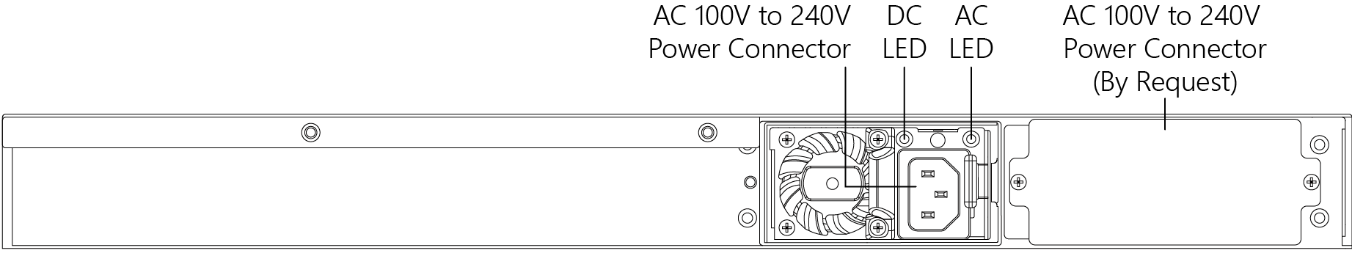 AC 100V to 240V
Power Connector
DC
LED
AC
LED
AC 100V to 240V
Power Connector
(By Request)